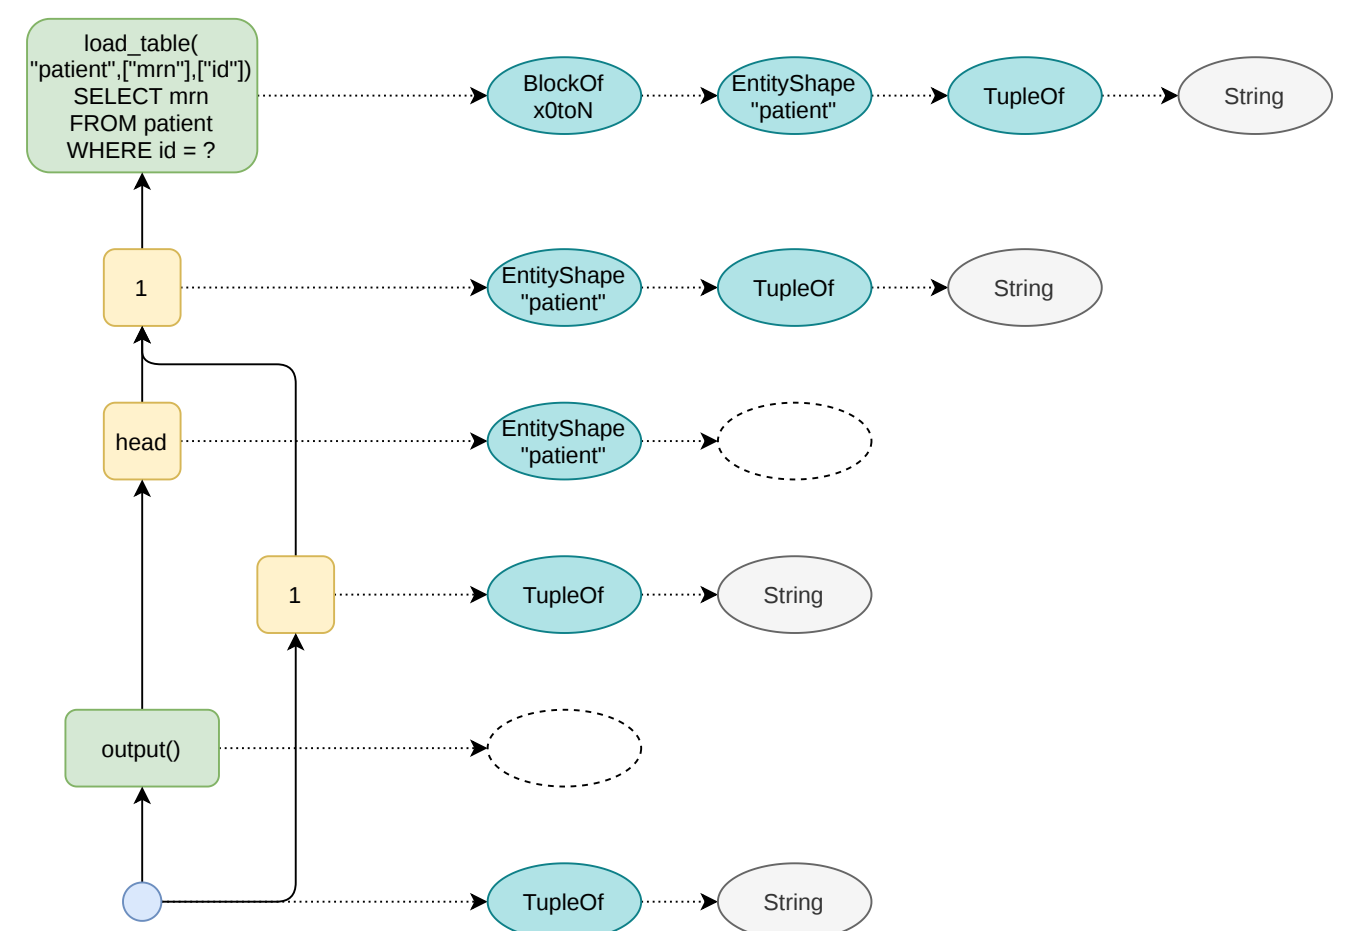 load_table(
"patient",["mrn"],["id"])
SELECT mrn
FROM patient
WHERE id = ?
BlockOf
x0toN
EntityShape
"patient"
TupleOf
String
1
EntityShape
"patient"
TupleOf
String
head
EntityShape
"patient"
1
TupleOf
String
output()
TupleOf
String